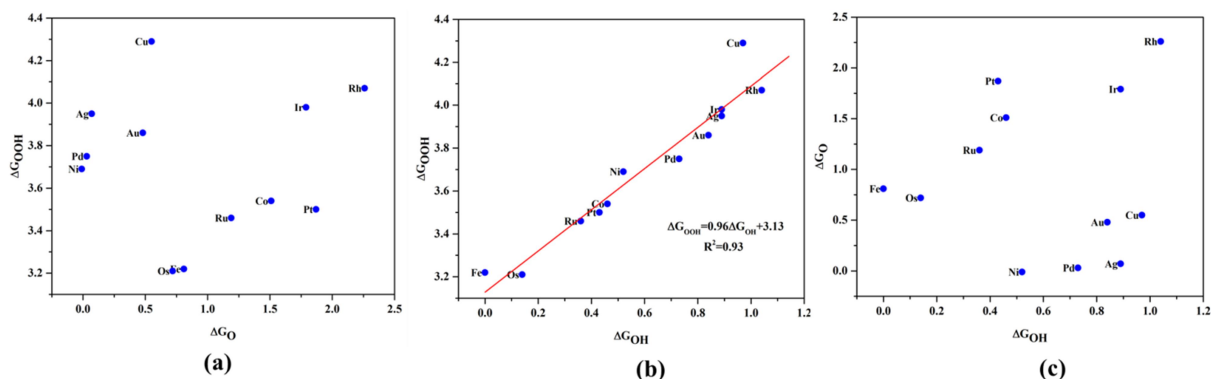 4.4
4.2
4.0
3.8
3.6
3.4
3.2
ΔG_OOH
Cu
Rh
Ir
Ag
Au
Pd
Ni
Co
Pt
Ru
Os
Fe
0.0 0.5 1.0 1.5 2.0 2.5
ΔG_O
(a)
4.4
4.2
4.0
3.8
3.6
3.4
3.2
ΔG_OOH
Cu
Rh
Ir
Ag
Au
Pd
Ni
Co
Pt
Ru
Fe
Os
ΔG_OOH=0.96ΔG_OH+3.13
R²=0.93
0.0 0.2 0.4 0.6 0.8 1.0 1.2
ΔG_OH
(b)
2.5
2.0
1.5
1.0
0.5
0.0
ΔG_O
Rh
Pt
Ir
Co
Ru
Fe
Os
Cu
Au
Ag
Pd
Ni
0.0 0.2 0.4 0.6 0.8 1.0 1.2
ΔG_OH
(c)